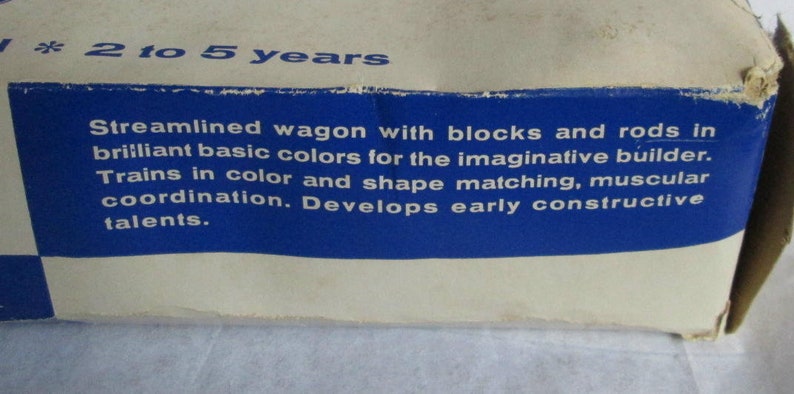 * 2 to 5 years
Streamlined wagon with blocks and rods in
brilliant basic colors for the imaginative builder.
Trains in color and shape matching, muscular
coordination. Develops early constructive
talents.